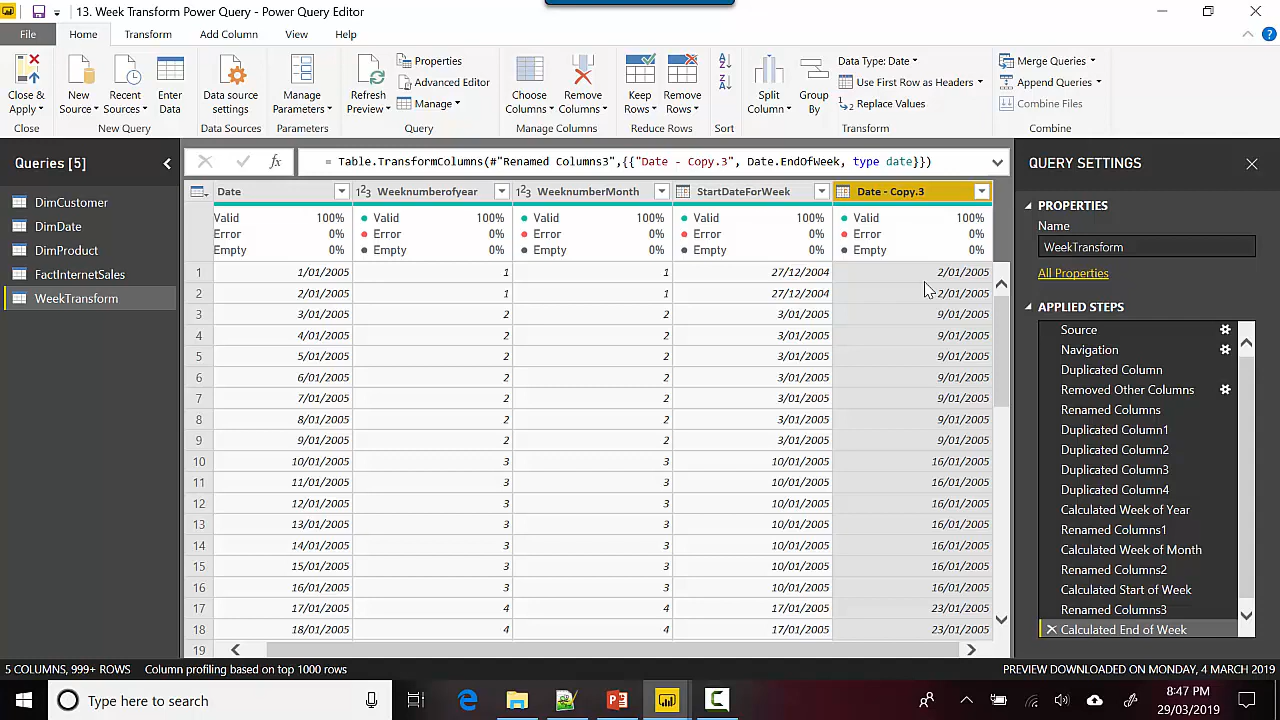 13. Week Transform Power Query - Power Query Editor
File Home Transform Add Column View Help
Close & Apply
New Source
Recent Sources
Enter Data
Data source settings
Manage Parameters
Refresh Preview
Properties
Advanced Editor
Manage
Choose Columns
Remove Columns
Keep Rows
Remove Rows
Split Column
Group By
Data Type: Date
Use First Row as Headers
Replace Values
Merge Queries
Append Queries
Combine Files
Close New Query Data Sources Parameters Query Manage Columns Reduce Rows Sort Transform Combine
Queries [5]
DimCustomer
DimDate
DimProduct
FactInternetSales
WeekTransform
= Table.TransformColumns(#"Renamed Columns3",{{"Date - Copy.3", Date.EndOfWeek, type date}})
Date Weeknumberofyear WeeknumberMonth StartDateForWeek Date - Copy.3
Valid 100% Valid 100% Valid 100% Valid 100% Valid 100%
Error 0% Error 0% Error 0% Error 0% Error 0%
Empty 0% Empty 0% Empty 0% Empty 0% Empty 0%
1 1/01/2005 1 1 27/12/2004 2/01/2005
2 2/01/2005 1 1 27/12/2004 2/01/2005
3 3/01/2005 2 2 3/01/2005 9/01/2005
4 4/01/2005 2 2 3/01/2005 9/01/2005
5 5/01/2005 2 2 3/01/2005 9/01/2005
6 6/01/2005 2 2 3/01/2005 9/01/2005
7 7/01/2005 2 2 3/01/2005 9/01/2005
8 8/01/2005 2 2 3/01/2005 9/01/2005
9 9/01/2005 2 2 3/01/2005 9/01/2005
10 10/01/2005 3 3 10/01/2005 16/01/2005
11 11/01/2005 3 3 10/01/2005 16/01/2005
12 12/01/2005 3 3 10/01/2005 16/01/2005
13 13/01/2005 3 3 10/01/2005 16/01/2005
14 14/01/2005 3 3 10/01/2005 16/01/2005
15 15/01/2005 3 3 10/01/2005 16/01/2005
16 16/01/2005 3 3 10/01/2005 16/01/2005
17 17/01/2005 4 4 17/01/2005 23/01/2005
18 18/01/2005 4 4 17/01/2005 23/01/2005
19
QUERY SETTINGS
PROPERTIES
Name
WeekTransform
All Properties
APPLIED STEPS
Source
Navigation
Duplicated Column
Removed Other Columns
Renamed Columns
Duplicated Column1
Duplicated Column2
Duplicated Column3
Duplicated Column4
Calculated Week of Year
Renamed Columns1
Calculated Week of Month
Renamed Columns2
Calculated Start of Week
Renamed Columns3
Calculated End of Week
5 COLUMNS, 999+ ROWS Column profiling based on top 1000 rows PREVIEW DOWNLOADED ON MONDAY, 4 MARCH 2019
Type here to search
8:47 PM
29/03/2019